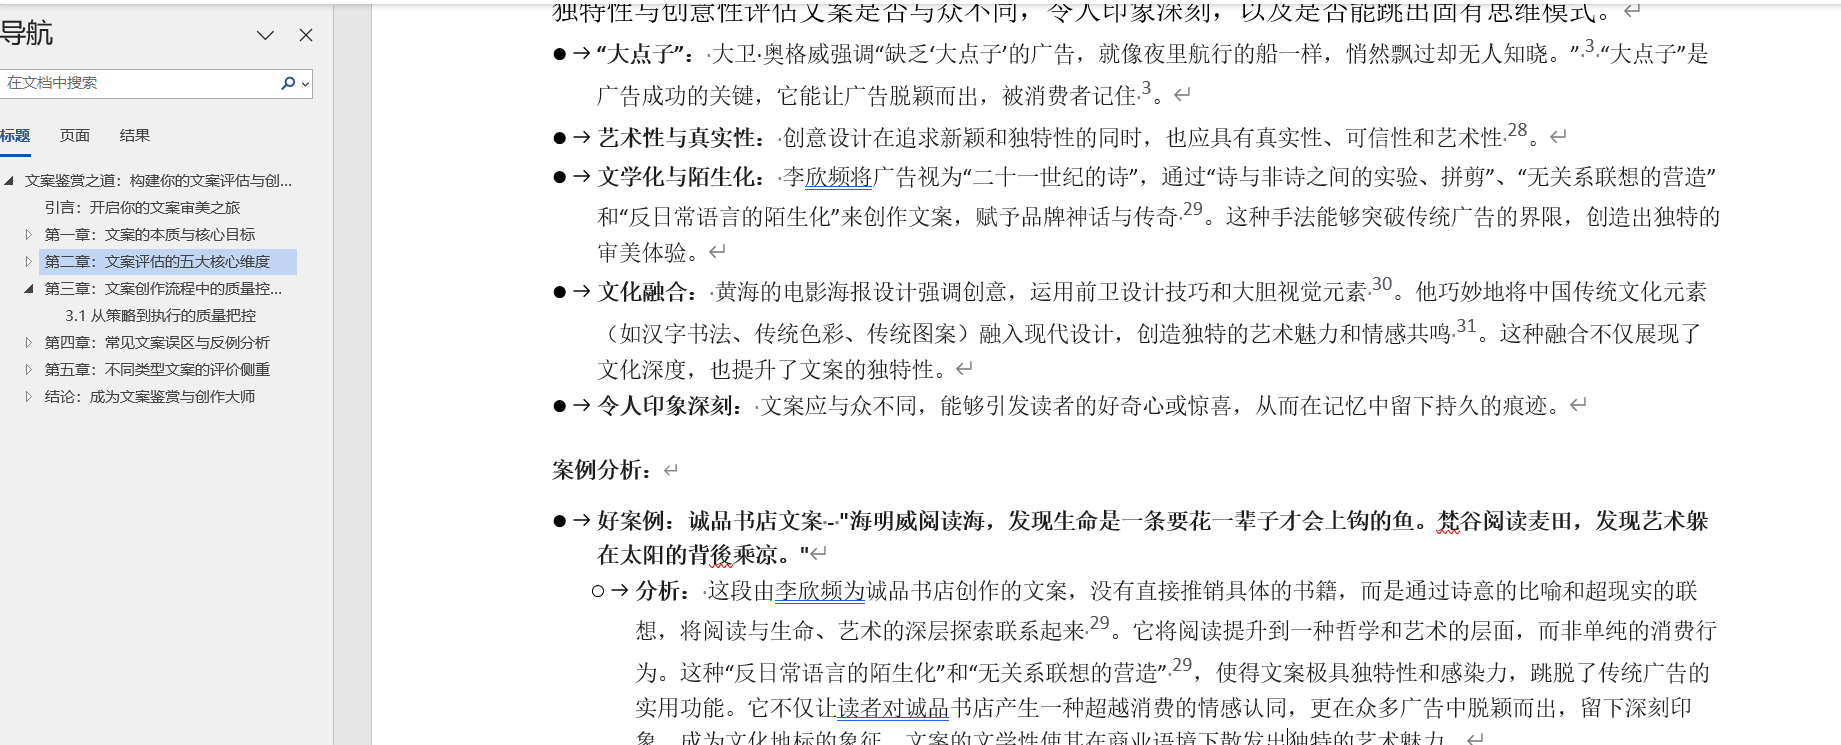 导航
在文档中搜索
标题 页面 结果
文案鉴赏之道：构建你的文案评估与创...
引言：开启你的文案审美之旅
第一章：文案的本质与核心目标
第二章：文案评估的五大核心维度
第三章：文案创作流程中的质量控...
3.1 从策略到执行的质量把控
第四章：常见文案误区与反例分析
第五章：不同类型文案的评价侧重
结论：成为文案鉴赏与创作大师
独特性与创意性评估文案是否与众不同，令人印象深刻，以及是否能跳出固有思维模式。
“大点子”：大卫·奥格威强调“缺乏‘大点子’的广告，就像夜里航行的船一样，悄然飘过却无人知晓。” 3 “大点子”是
广告成功的关键，它能让广告脱颖而出，被消费者记住 3。
艺术性与真实性：创意设计在追求新颖和独特性的同时，也应具有真实性、可信性和艺术性 28。
文学化与陌生化：李欣频将广告视为“二十一世纪的诗”，通过“诗与非诗之间的实验、拼剪”、“无关系联想的营造”
和“反日常语言的陌生化”来创作文案，赋予品牌神话与传奇 29。这种手法能够突破传统广告的界限，创造出独特的
审美体验。
文化融合：黄海的电影海报设计强调创意，运用前卫设计技巧和大胆视觉元素 30。他巧妙地将中国传统文化元素
（如汉字书法、传统色彩、传统图案）融入现代设计，创造独特的艺术魅力和情感共鸣 31。这种融合不仅展现了
文化深度，也提升了文案的独特性。
令人印象深刻：文案应与众不同，能够引发读者的好奇心或惊喜，从而在记忆中留下持久的痕迹。
案例分析：
好案例：诚品书店文案 - "海明威阅读海，发现生命是一条要花一辈子才会上钩的鱼。梵谷阅读麦田，发现艺术躲
在太阳的背後乘凉。"
分析：这段由李欣频为诚品书店创作的文案，没有直接推销具体的书籍，而是通过诗意的比喻和超现实的联
想，将阅读与生命、艺术的深层探索联系起来 29。它将阅读提升到一种哲学和艺术的层面，而非单纯的消费行
为。这种“反日常语言的陌生化”和“无关系联想的营造” 29，使得文案极具独特性和感染力，跳脱了传统广告的
实用功能。它不仅让读者对诚品书店产生一种超越消费的情感认同，更在众多广告中脱颖而出，留下深刻印
象，成为文化地标的象征。文案的文学性使其在商业语境下散发出独特的艺术魅力。